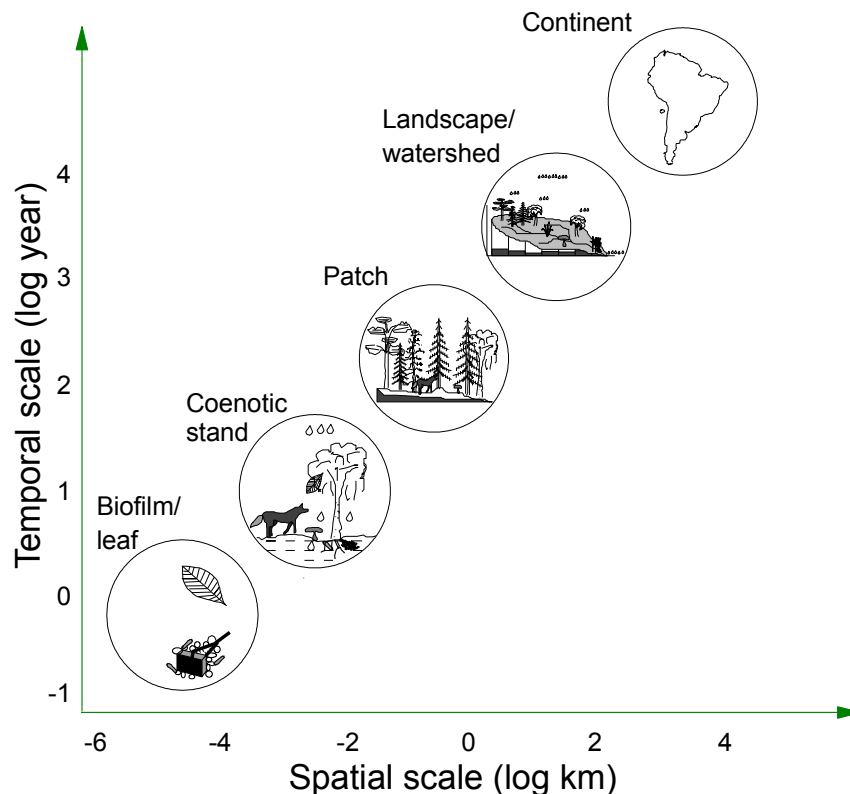 Continent
Landscape/
watershed
Patch
Coenotic
stand
Biofilm/
leaf
Temporal scale (log year)
4
3
2
1
0
-1
-6
-4
-2
0
2
4
Spatial scale (log km)